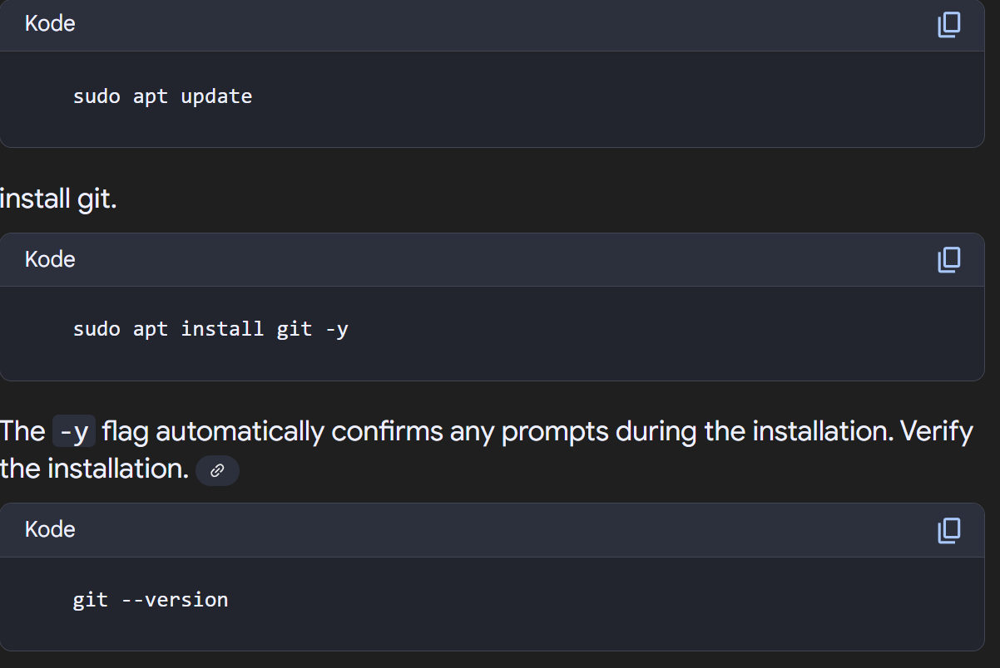 Kode
sudo apt update
install git.
Kode
sudo apt install git -y
The -y flag automatically confirms any prompts during the installation. Verify
the installation.
Kode
git --version